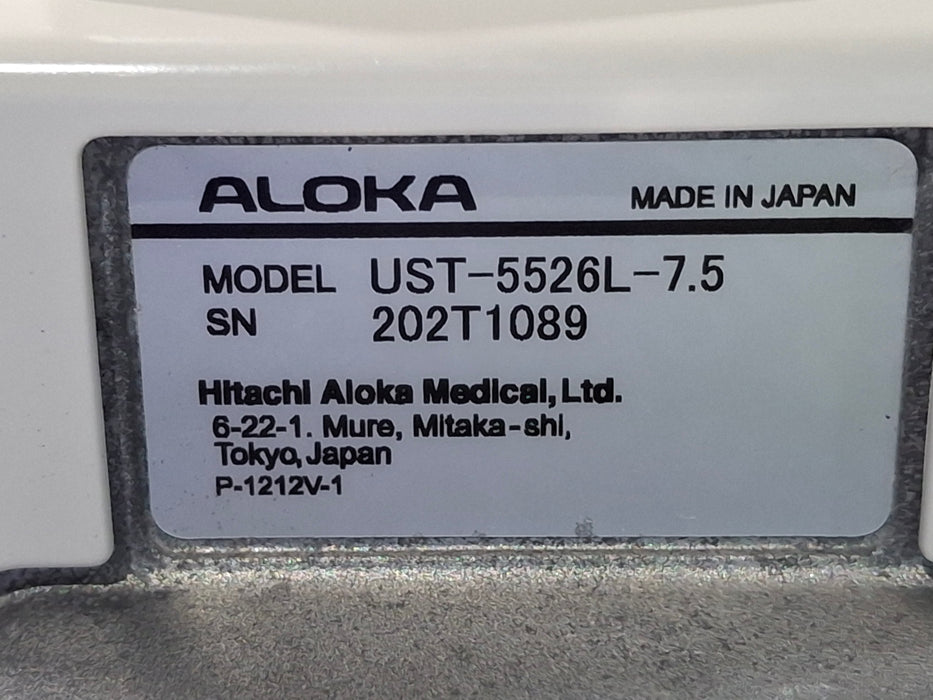 ALOKA MADE IN JAPAN
MODEL UST-5526L-7.5
SN 202T1089
Hitachi Aloka Medical, Ltd.
6-22-1. Mure, Mitaka-shi,
Tokyo, Japan
P-1212V-1